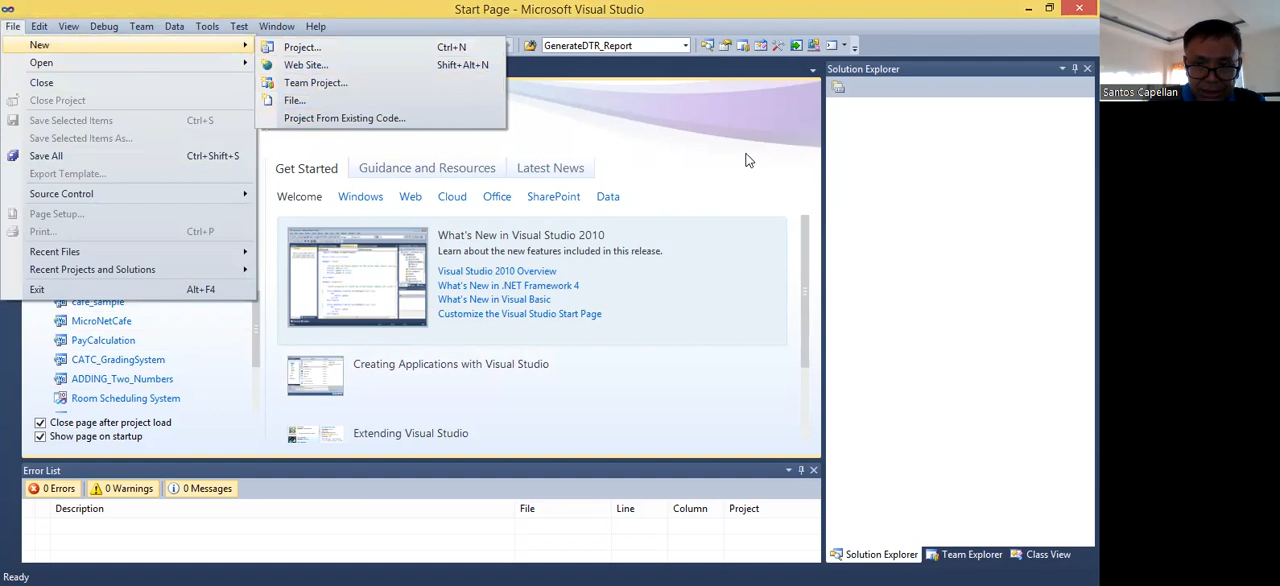 Start Page - Microsoft Visual Studio
File Edit View Debug Team Data Tools Test Window Help
New
Open
Close
Close Project
Save Selected Items Ctrl+S
Save Selected Items As...
Save All Ctrl+Shift+S
Export Template...
Source Control
Page Setup...
Print... Ctrl+P
Recent Files
Recent Projects and Solutions
Exit Alt+F4
Project... Ctrl+N
Web Site... Shift+Alt+N
Team Project...
File...
Project From Existing Code...
GenerateDTR_Report
cafe_sample
MicroNetCafe
PayCalculation
CATC_GradingSystem
ADDING_Two_Numbers
Room Scheduling System
Close page after project load
Show page on startup
Get Started Guidance and Resources Latest News
Welcome Windows Web Cloud Office SharePoint Data
What's New in Visual Studio 2010
Learn about the new features included in this release.
Visual Studio 2010 Overview
What's New in .NET Framework 4
What's New in Visual Basic
Customize the Visual Studio Start Page
Creating Applications with Visual Studio
Extending Visual Studio
Error List
0 Errors 0 Warnings 0 Messages
Description File Line Column Project
Solution Explorer
Solution Explorer Team Explorer Class View
Ready
Santos Capellan